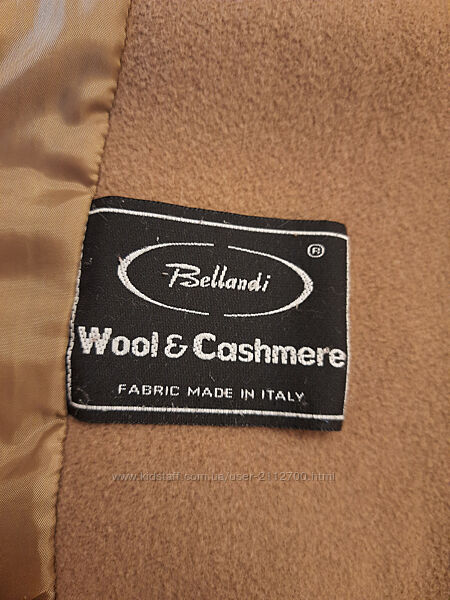 ®
Bellandi
Wool & Cashmere
FABRIC MADE IN ITALY
www.kidstaff.com.ua/user-2112700.html